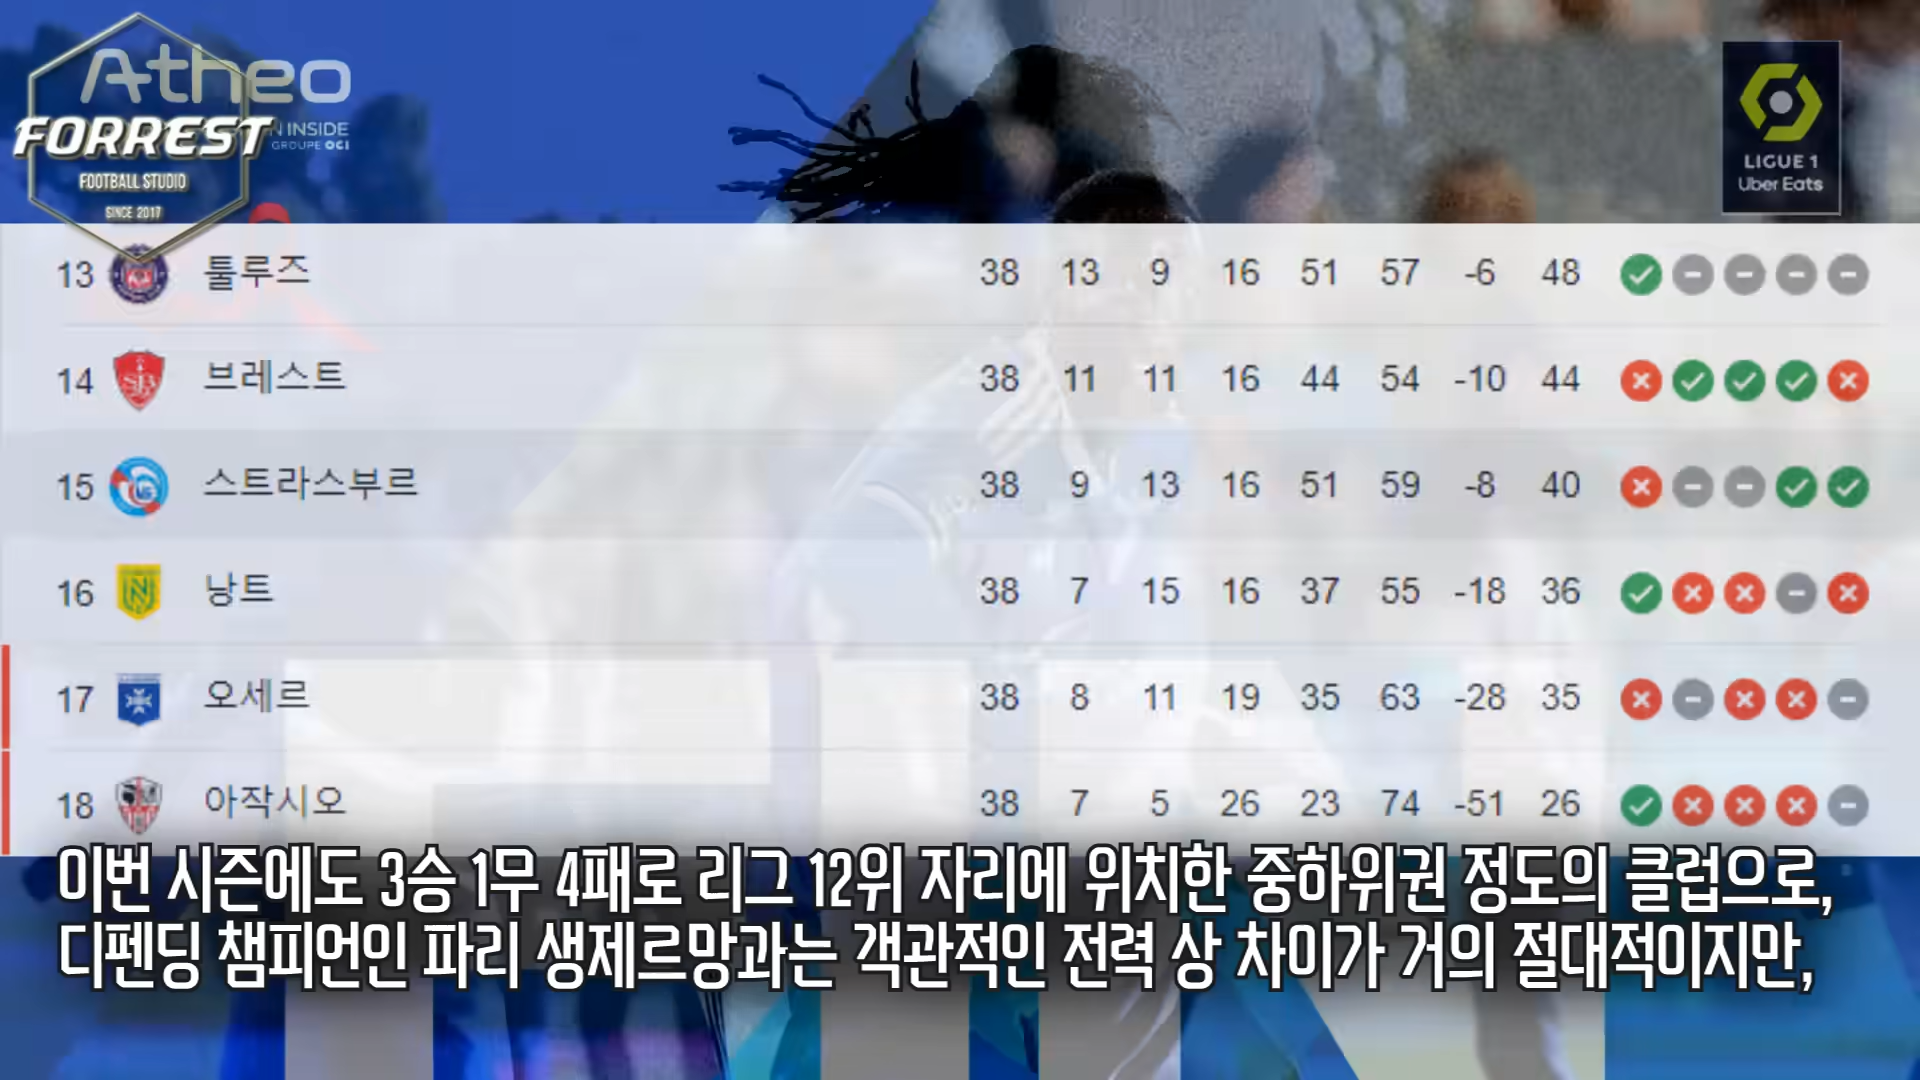 Atheo
N INSIDE
GROUPE OCI
FORREST
FOOTBALL STUDIO
SINCE 2017
LIGUE 1
Uber Eats
13 툴루즈 38 13 9 16 51 57 -6 48
14 브레스트 38 11 11 16 44 54 -10 44
15 스트라스부르 38 9 13 16 51 59 -8 40
16 낭트 38 7 15 16 37 55 -18 36
17 오세르 38 8 11 19 35 63 -28 35
18 아작시오 38 7 5 26 23 74 -51 26
이번 시즌에도 3승 1무 4패로 리그 12위 자리에 위치한 중하위권 정도의 클럽으로,
디펜딩 챔피언인 파리 생제르망과는 객관적인 전력 상 차이가 거의 절대적이지만,